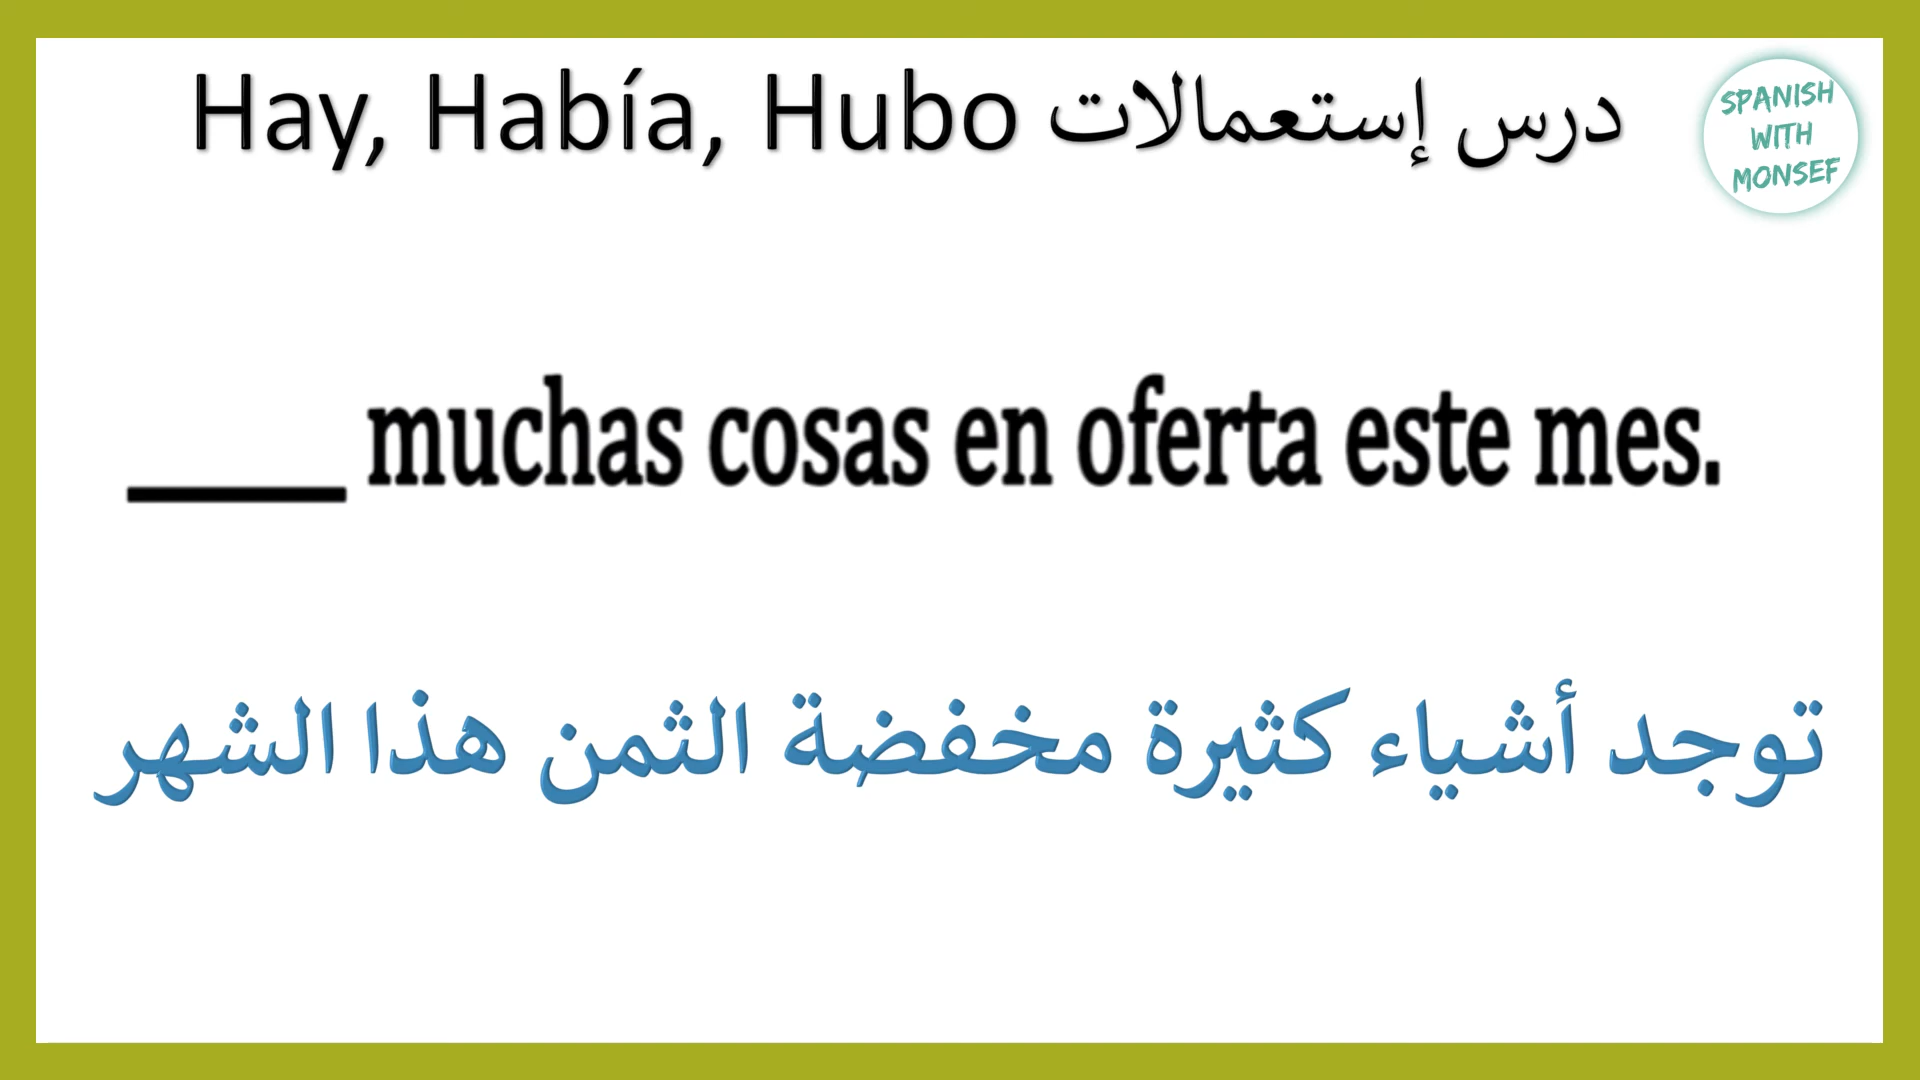 درس إستعمالات Hay, Había, Hubo
SPANISH
WITH
MONSEF
____ muchas cosas en oferta este mes.
توجد أشياء كثيرة مخفضة الثمن هذا الشهر